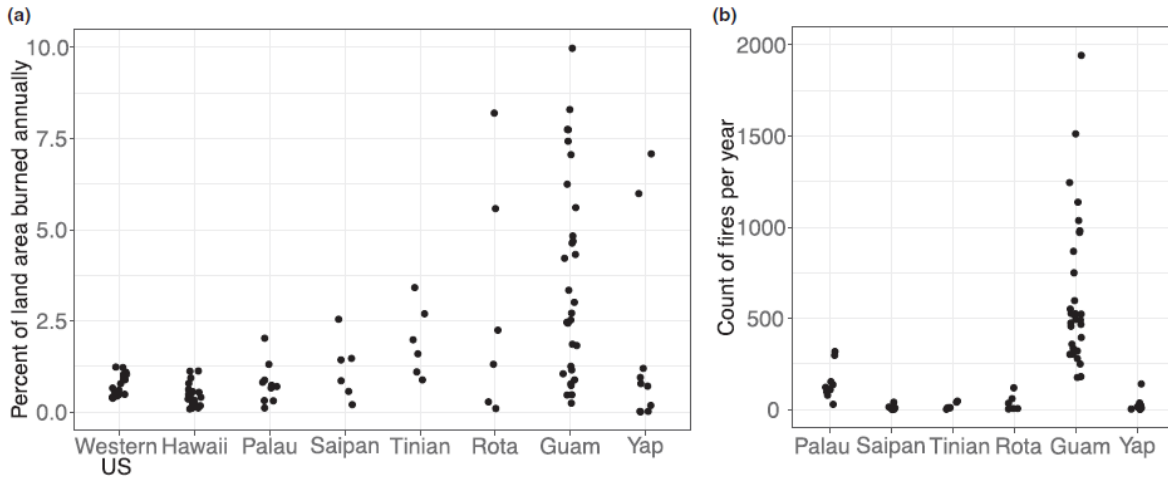 (a)
Percent of land area burned annually
10.0
7.5
5.0
2.5
0.0
Western US
Hawaii
Palau
Saipan
Tinian
Rota
Guam
Yap
(b)
Count of fires per year
2000
1500
1000
500
0
Palau
Saipan
Tinian
Rota
Guam
Yap